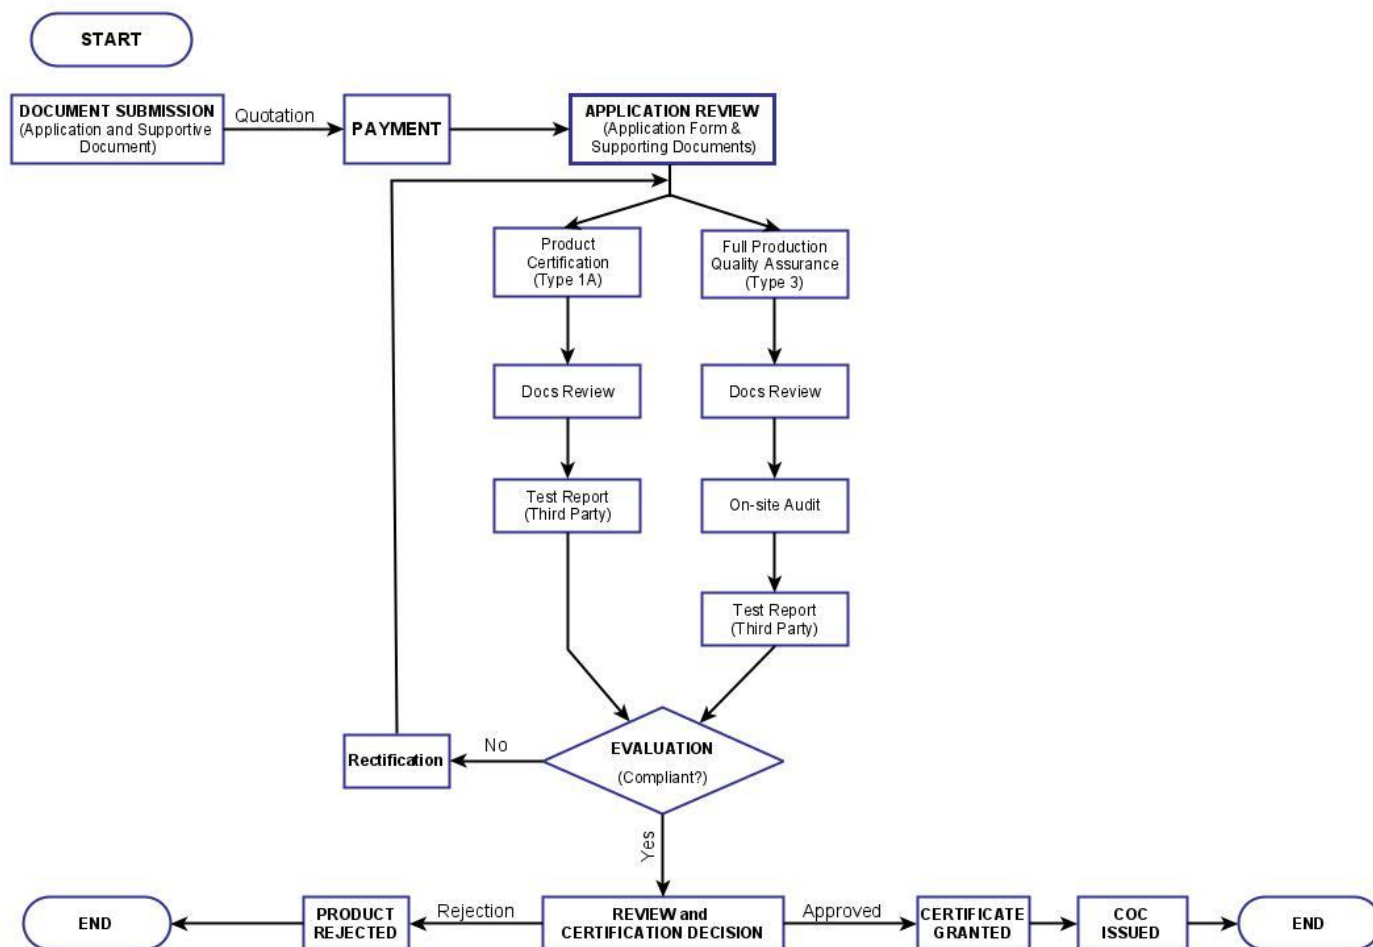 START
DOCUMENT SUBMISSION
(Application and Supportive
Document)
Quotation
PAYMENT
APPLICATION REVIEW
(Application Form &
Supporting Documents)
Product
Certification
(Type 1A)
Full Production
Quality Assurance
(Type 3)
Docs Review
Docs Review
Test Report
(Third Party)
On-site Audit
Test Report
(Third Party)
EVALUATION
(Compliant?)
No
Rectification
Yes
REVIEW and
CERTIFICATION DECISION
Rejection
PRODUCT
REJECTED
END
Approved
CERTIFICATE
GRANTED
COC
ISSUED
END